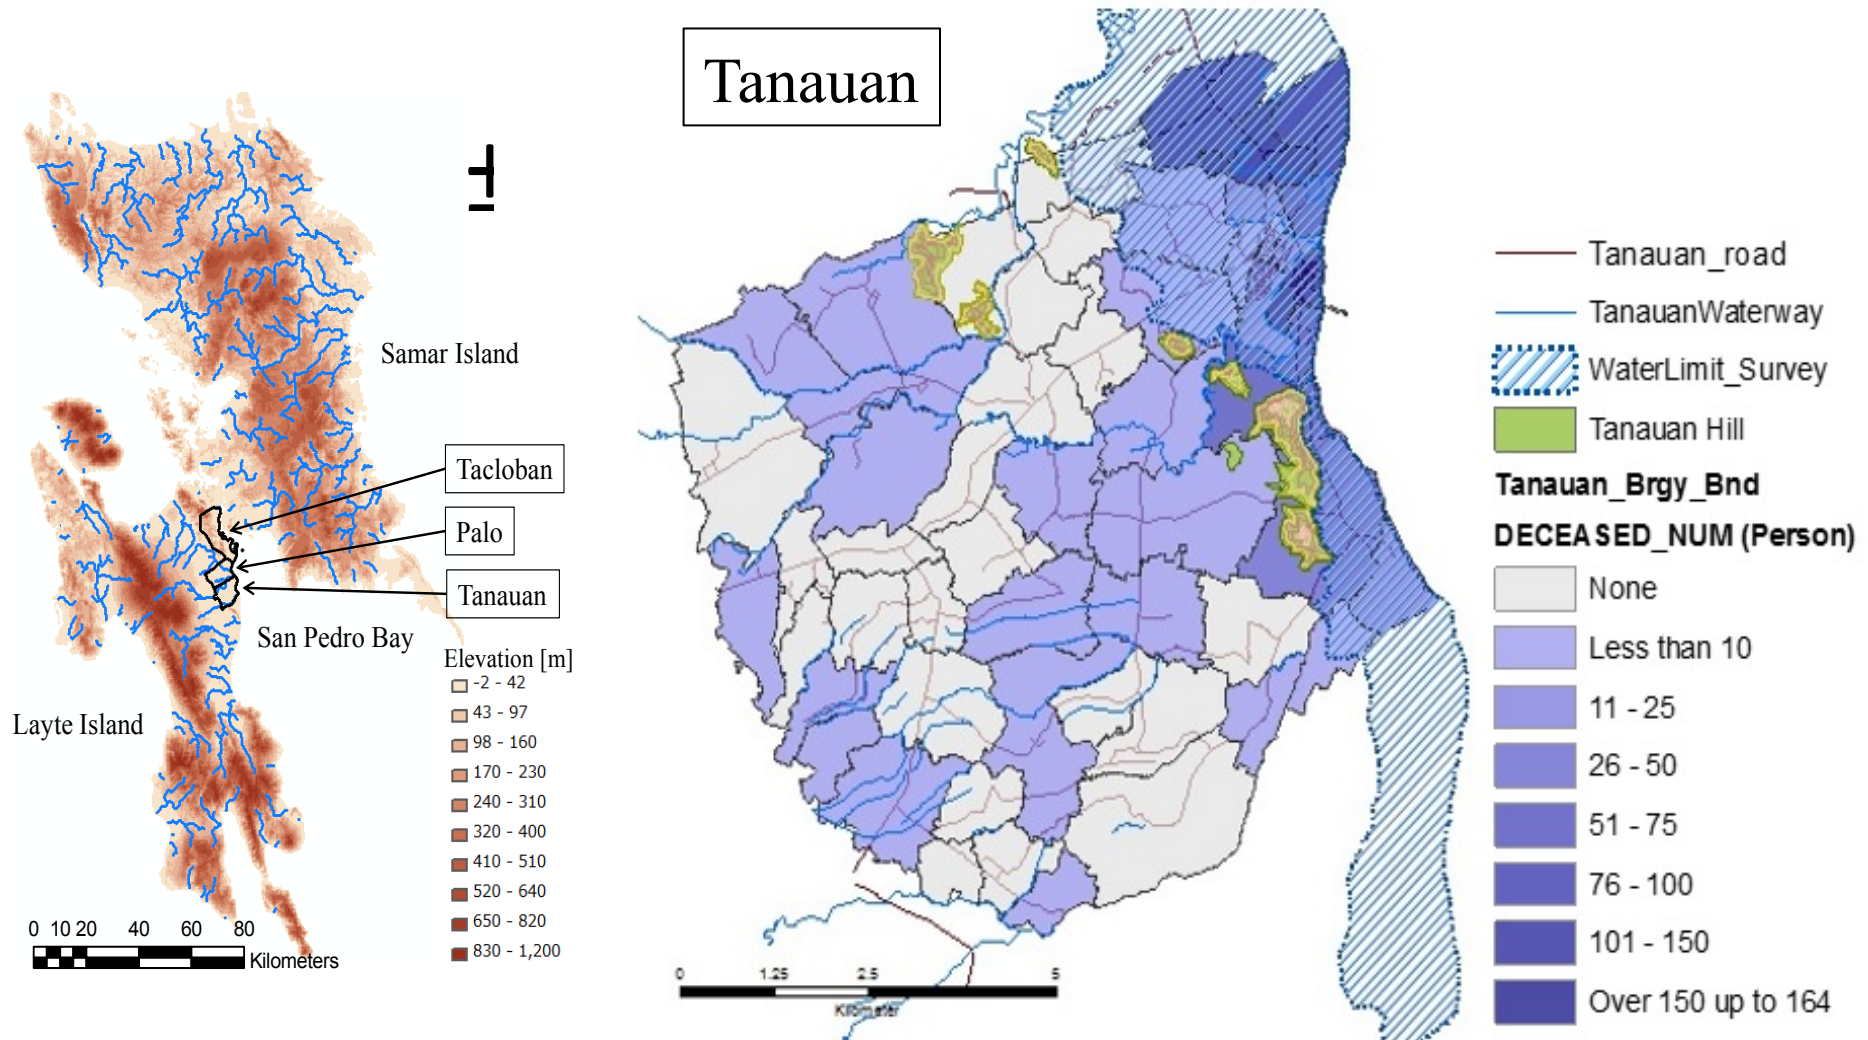 Samar Island
Tacloban
Palo
Tanauan
San Pedro Bay
Layte Island
Elevation [m]
-2 - 42
43 - 97
98 - 160
170 - 230
240 - 310
320 - 400
410 - 510
520 - 640
650 - 820
830 - 1,200
0 10 20 40 60 80
Kilometers
Tanauan
0 1.25 2.5 5
Kilometer
Tanauan_road
TanauanWaterway
WaterLimit_Survey
Tanauan Hill
Tanauan_Brgy_Bnd
DECEASED_NUM (Person)
None
Less than 10
11 - 25
26 - 50
51 - 75
76 - 100
101 - 150
Over 150 up to 164